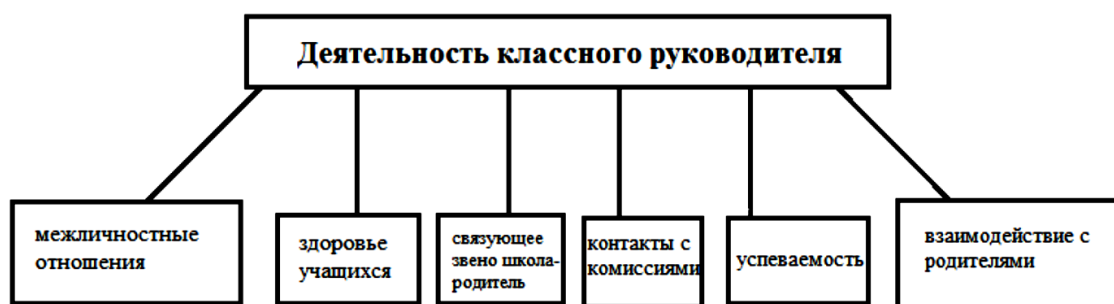 Деятельность классного руководителя
межличностные
отношения
здоровье
учащихся
связующее
звено школа-
родитель
контакты с
комиссиями
успеваемость
взаимодействие с
родителями